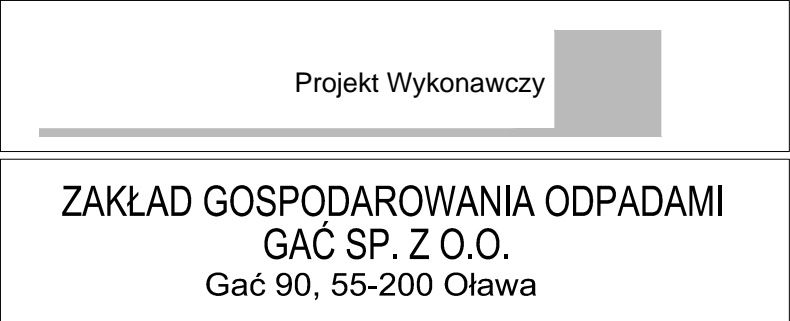 Projekt Wykonawczy
ZAKŁAD GOSPODAROWANIA ODPADAMI
GAĆ SP. Z O.O.
Gać 90, 55-200 Oława